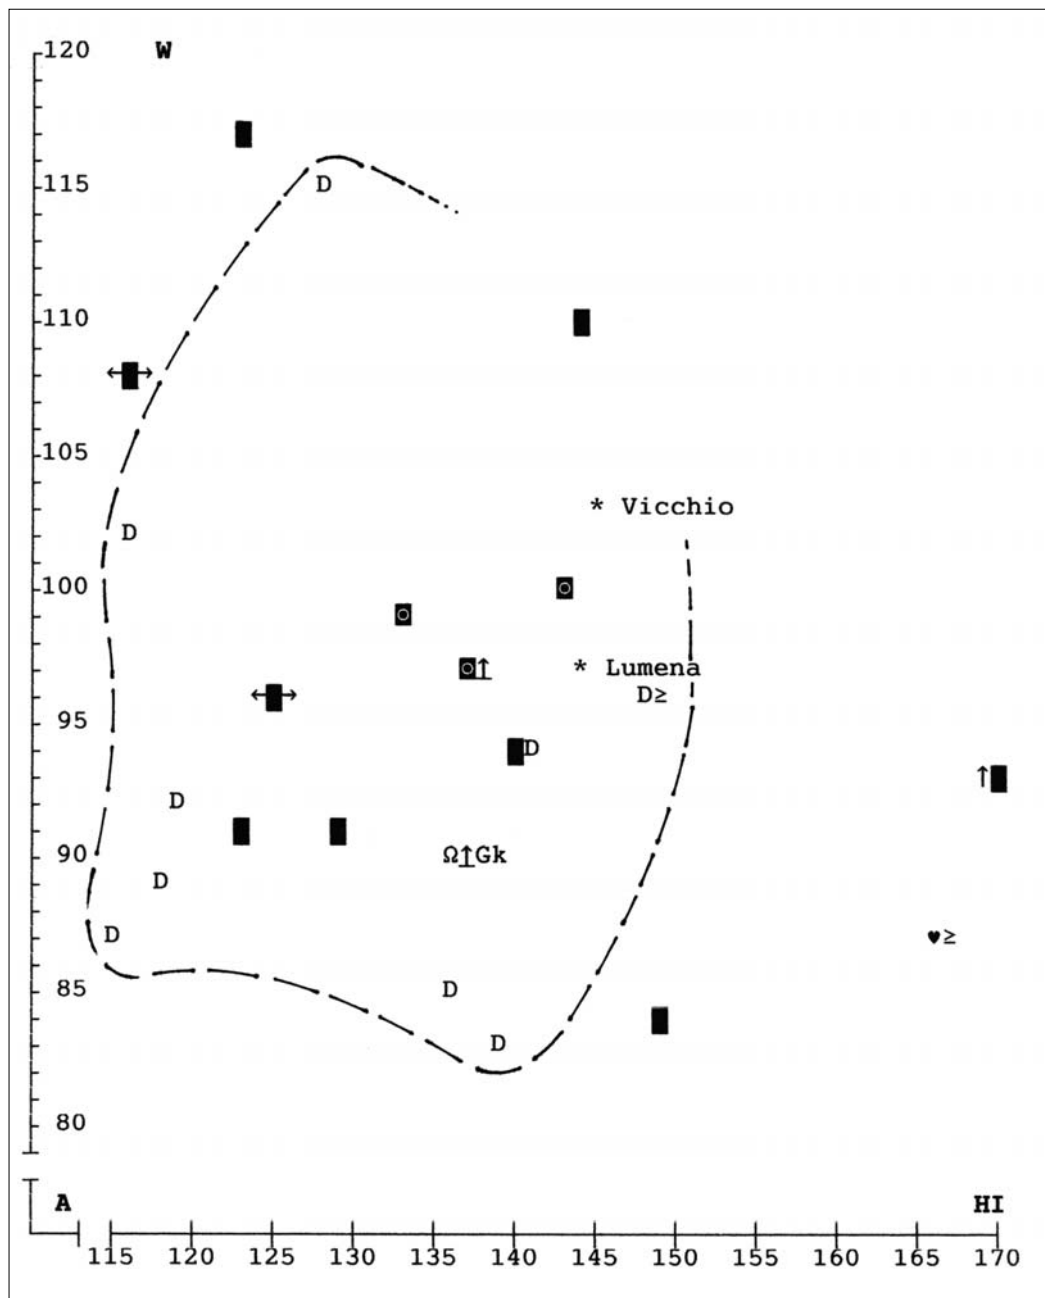 120 W
115 D
110
105
* Vicchio
D
100
* Lumena
D≥
95
D
↑
D
90 Ω↥Gk
D
D
♥≥
85 D
D
80
A HI
115 120 125 130 135 140 145 150 155 160 165 170